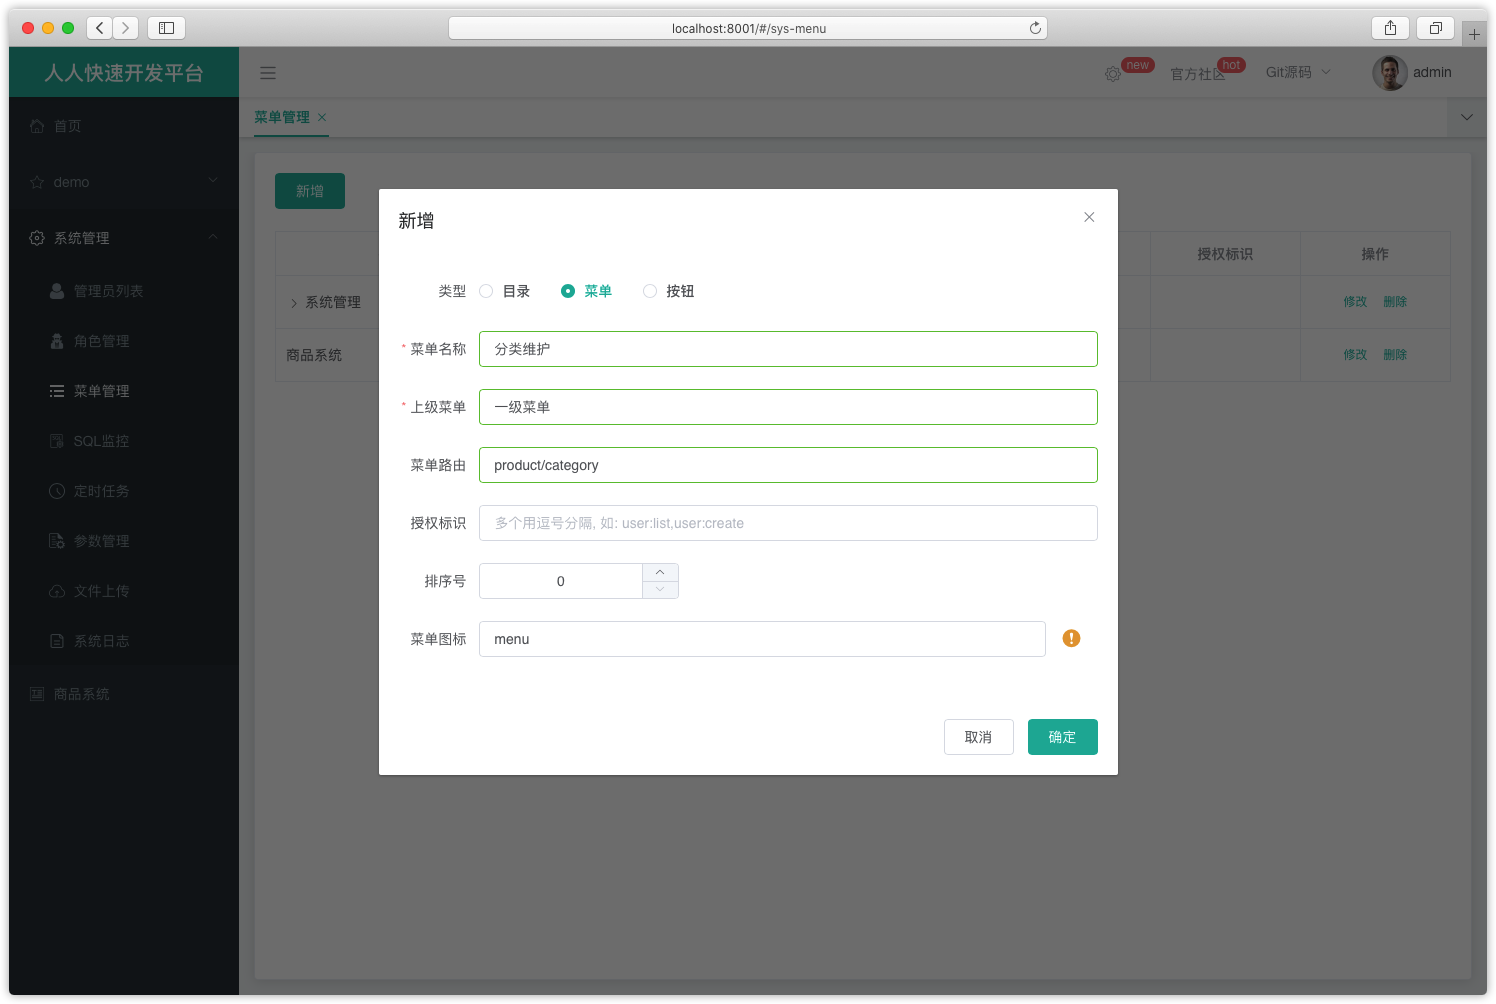 localhost:8001/#/sys-menu
人人快速开发平台
new
官方社区
hot
Git源码
admin
首页
菜单管理
demo
新增
系统管理
授权标识
操作
管理员列表
系统管理
修改
删除
角色管理
商品系统
修改
删除
菜单管理
SQL监控
定时任务
参数管理
文件上传
系统日志
商品系统
新增
类型
目录
菜单
按钮
* 菜单名称
分类维护
* 上级菜单
一级菜单
菜单路由
product/category
授权标识
多个用逗号分隔, 如: user:list,user:create
排序号
0
菜单图标
menu
取消
确定